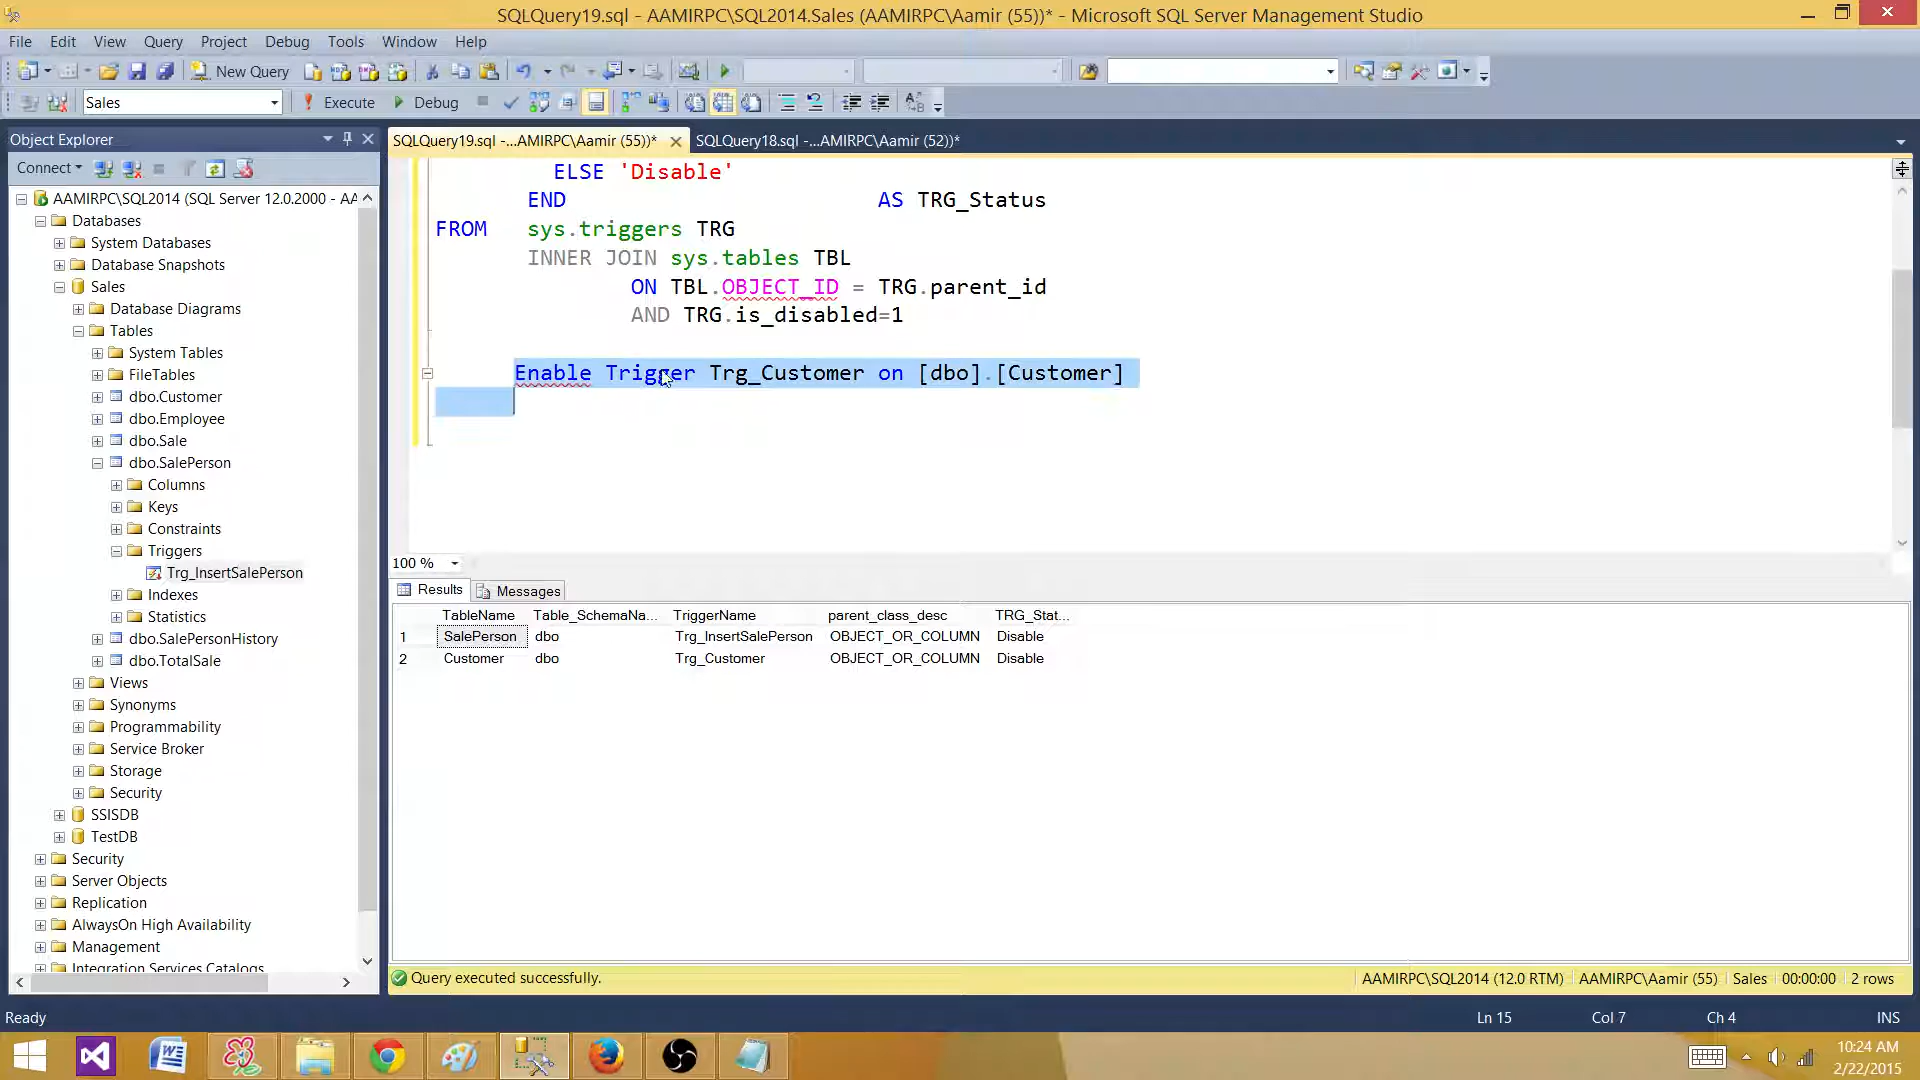 SQLQuery19.sql - AAMIRPC\SQL2014.Sales (AAMIRPC\Aamir (55))* - Microsoft SQL Server Management Studio
File Edit View Query Project Debug Tools Window Help
New Query
Sales Execute Debug
Object Explorer
SQLQuery19.sql -...AMIRPC\Aamir (55))* SQLQuery18.sql -...AMIRPC\Aamir (52))*
Connect
AAMIRPC\SQL2014 (SQL Server 12.0.2000 - AA
Databases
System Databases
Database Snapshots
Sales
Database Diagrams
Tables
System Tables
FileTables
dbo.Customer
dbo.Employee
dbo.Sale
dbo.SalePerson
Columns
Keys
Constraints
Triggers
Trg_InsertSalePerson
Indexes
Statistics
dbo.SalePersonHistory
dbo.TotalSale
Views
Synonyms
Programmability
Service Broker
Storage
Security
SSISDB
TestDB
Security
Server Objects
Replication
AlwaysOn High Availability
Management
Integration Services Catalogs
ELSE 'Disable'
END AS TRG_Status
FROM sys.triggers TRG
INNER JOIN sys.tables TBL
ON TBL.OBJECT_ID = TRG.parent_id
AND TRG.is_disabled=1
Enable Trigger Trg_Customer on [dbo].[Customer]
100 %
Results Messages
TableName Table_SchemaNa... TriggerName parent_class_desc TRG_Stat...
1 SalePerson dbo Trg_InsertSalePerson OBJECT_OR_COLUMN Disable
2 Customer dbo Trg_Customer OBJECT_OR_COLUMN Disable
Query executed successfully. AAMIRPC\SQL2014 (12.0 RTM) AAMIRPC\Aamir (55) Sales 00:00:00 2 rows
Ready Ln 15 Col 7 Ch 4 INS
10:24 AM
2/22/2015